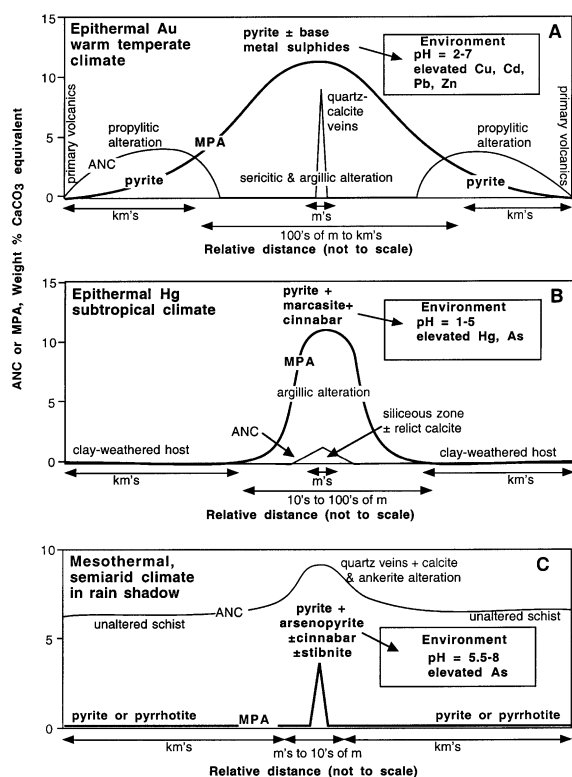 ANC or MPA, Weight % CaCO3 equivalent
Epithermal Au
warm temperate
climate
A
pyrite ± base
metal sulphides
Environment
pH = 2-7
elevated Cu, Cd,
Pb, Zn
15
10
5
0
primary volcanics
propylitic
alteration
ANC
MPA
pyrite
quartz-
calcite
veins
sericitic & argillic alteration
propylitic
alteration
pyrite
primary volcanics
km's
m's
km's
100's of m to km's
Relative distance (not to scale)
Epithermal Hg
subtropical climate
B
pyrite +
marcasite+
cinnabar
Environment
pH = 1-5
elevated Hg, As
15
10
5
0
MPA
argillic alteration
ANC
siliceous zone
± relict calcite
clay-weathered host
clay-weathered host
km's
m's
km's
10's to 100's of m
Relative distance (not to scale)
Mesothermal,
semiarid climate
in rain shadow
C
quartz veins + calcite
& ankerite alteration
10
5
0
ANC
unaltered schist
unaltered schist
pyrite +
arsenopyrite
±cinnabar
±stibnite
Environment
pH = 5.5-8
elevated As
pyrite or pyrrhotite
MPA
pyrite or pyrrhotite
km's
m's to 10's of m
km's
Relative distance (not to scale)